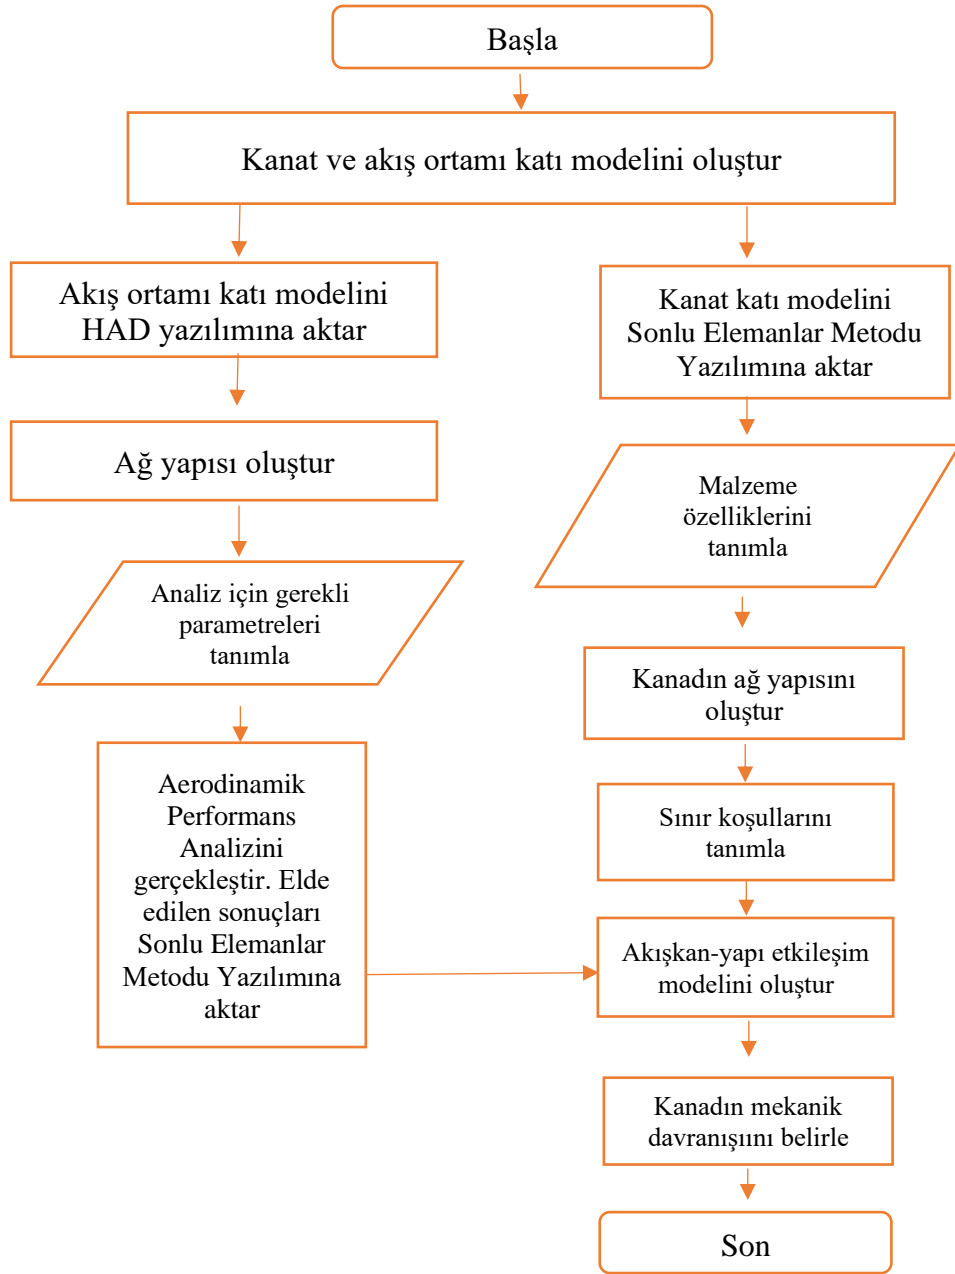 Başla
Kanat ve akış ortamı katı modelini oluştur
Akış ortamı katı modelini
HAD yazılımına aktar
Ağ yapısı oluştur
Analiz için gerekli
parametreleri
tanımla
Aerodinamik
Performans
Analizini
gerçekleştir. Elde
edilen sonuçları
Sonlu Elemanlar
Metodu Yazılımına
aktar
Kanat katı modelini
Sonlu Elemanlar Metodu
Yazılımına aktar
Malzeme
özelliklerini
tanımla
Kanadın ağ yapısını
oluştur
Sınır koşullarını
tanımla
Akışkan-yapı etkileşim
modelini oluştur
Kanadın mekanik
davranışıını belirle
Son